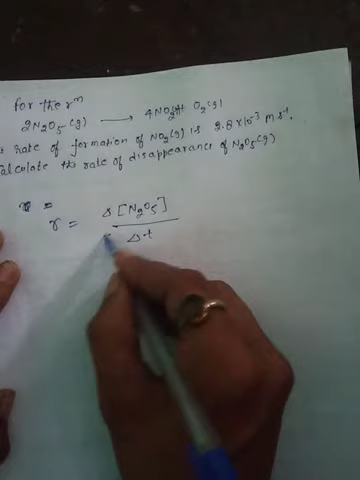 For the rxn
2N₂O₅(g) ⟶ 4NO₂ + O₂(g)
rate of formation of NO₂(g) is 2.8 × 10⁻³ M s⁻¹.
Calculate the rate of disappearance of N₂O₅(g)
r = Δ[N₂O₅]
Δt